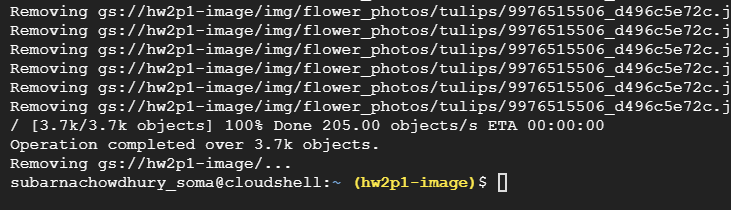 Removing gs://hw2p1-image/img/flower_photos/tulips/9976515506_d496c5e72c.j
Removing gs://hw2p1-image/img/flower_photos/tulips/9976515506_d496c5e72c.j
Removing gs://hw2p1-image/img/flower_photos/tulips/9976515506_d496c5e72c.j
Removing gs://hw2p1-image/img/flower_photos/tulips/9976515506_d496c5e72c.j
Removing gs://hw2p1-image/img/flower_photos/tulips/9976515506_d496c5e72c.j
Removing gs://hw2p1-image/img/flower_photos/tulips/9976515506_d496c5e72c.j
/ [3.7k/3.7k objects] 100% Done 205.00 objects/s ETA 00:00:00
Operation completed over 3.7k objects.
Removing gs://hw2p1-image/...
subarnachowdhury_soma@cloudshell:~ (hw2p1-image)$